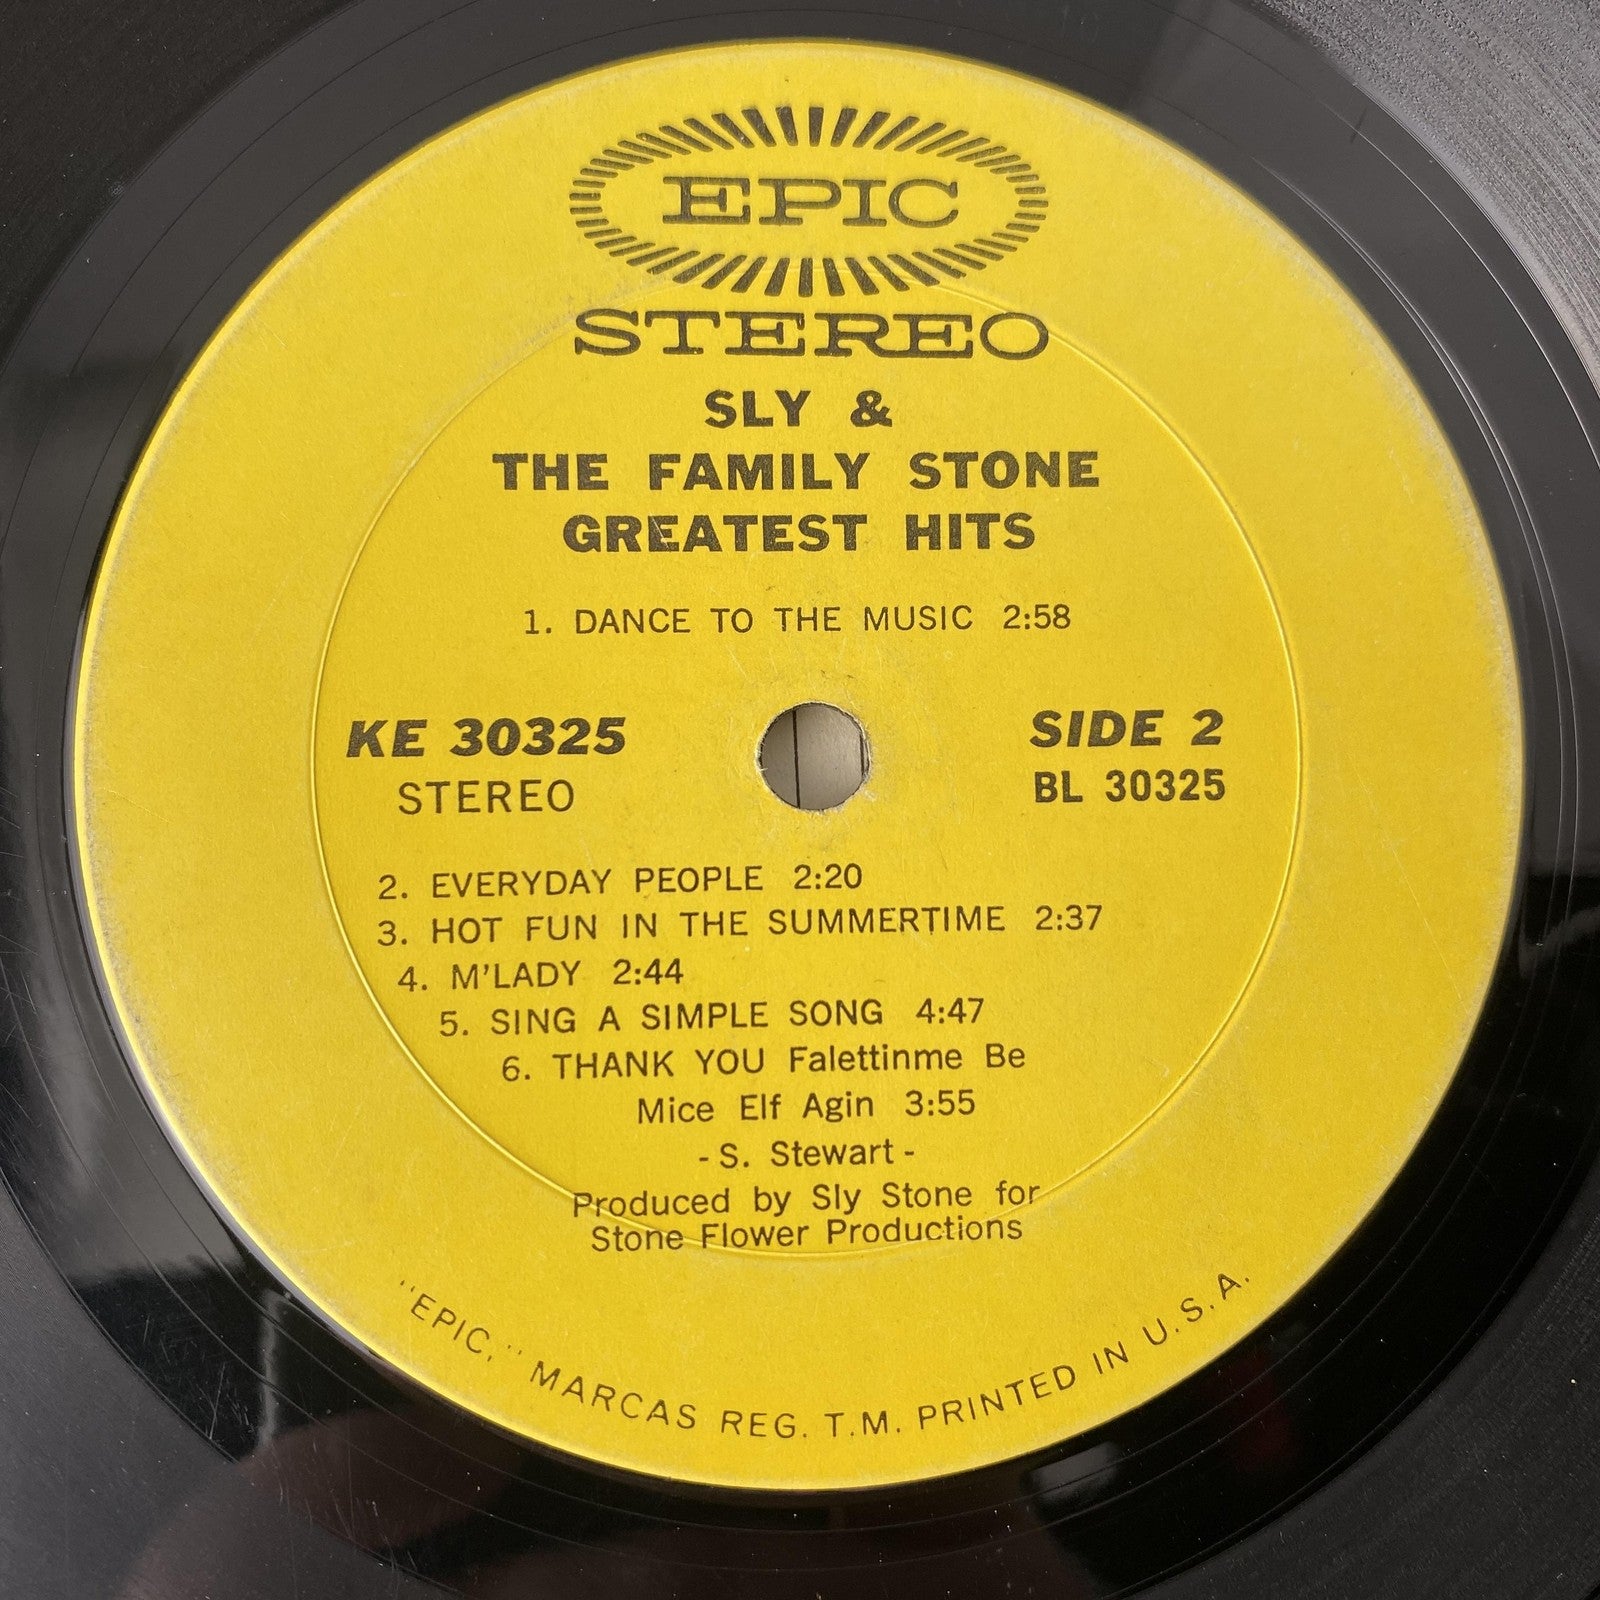 EPIC
STEREO
SLY &
THE FAMILY STONE
GREATEST HITS
1. DANCE TO THE MUSIC 2:58
KE 30325
STEREO
SIDE 2
BL 30325
2. EVERYDAY PEOPLE 2:20
3. HOT FUN IN THE SUMMERTIME 2:37
4. M'LADY 2:44
5. SING A SIMPLE SONG 4:47
6. THANK YOU Falettinme Be
Mice Elf Agin 3:55
- S. Stewart -
Produced by Sly Stone for
Stone Flower Productions
"EPIC," MARCAS REG. T.M. PRINTED IN U.S.A.